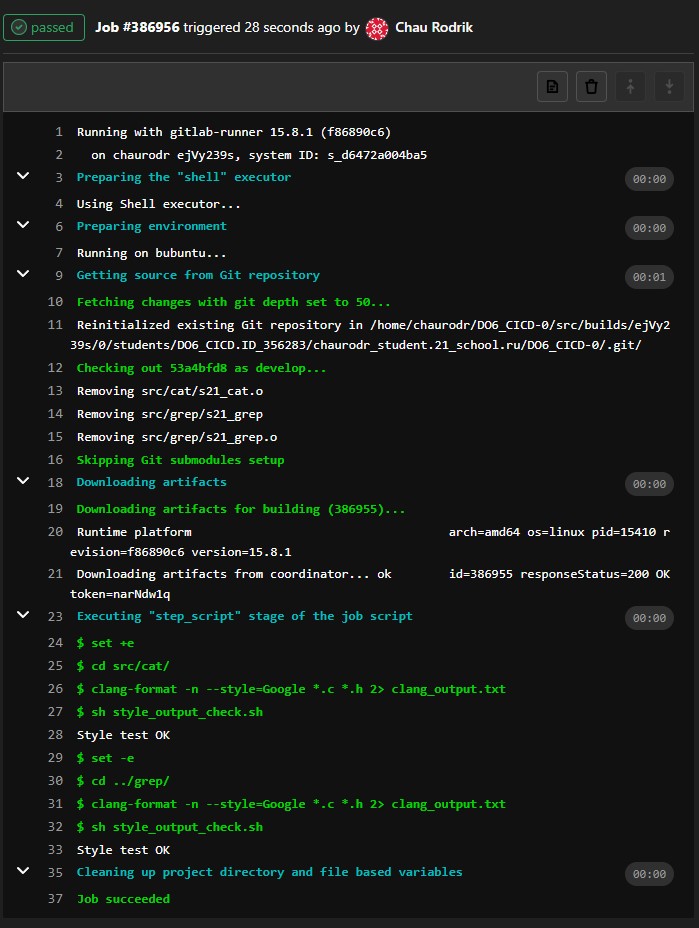 passed Job #386956 triggered 28 seconds ago by Chau Rodrik
1 Running with gitlab-runner 15.8.1 (f86890c6)
2 on chaurodr ejVy239s, system ID: s_d6472a004ba5
3 Preparing the "shell" executor 00:00
4 Using Shell executor...
6 Preparing environment 00:00
7 Running on bubuntu...
9 Getting source from Git repository 00:01
10 Fetching changes with git depth set to 50...
11 Reinitialized existing Git repository in /home/chaurodr/DO6_CICD-0/src/builds/ejVy2
39s/0/students/DO6_CICD.ID_356283/chaurodr_student.21_school.ru/DO6_CICD-0/.git/
12 Checking out 53a4bfd8 as develop...
13 Removing src/cat/s21_cat.o
14 Removing src/grep/s21_grep
15 Removing src/grep/s21_grep.o
16 Skipping Git submodules setup
18 Downloading artifacts 00:00
19 Downloading artifacts for building (386955)...
20 Runtime platform arch=amd64 os=linux pid=15410 r
evision=f86890c6 version=15.8.1
21 Downloading artifacts from coordinator... ok id=386955 responseStatus=200 OK
token=narNdw1q
23 Executing "step_script" stage of the job script 00:00
24 $ set +e
25 $ cd src/cat/
26 $ clang-format -n --style=Google *.c *.h 2> clang_output.txt
27 $ sh style_output_check.sh
28 Style test OK
29 $ set -e
30 $ cd ../grep/
31 $ clang-format -n --style=Google *.c *.h 2> clang_output.txt
32 $ sh style_output_check.sh
33 Style test OK
35 Cleaning up project directory and file based variables 00:00
37 Job succeeded